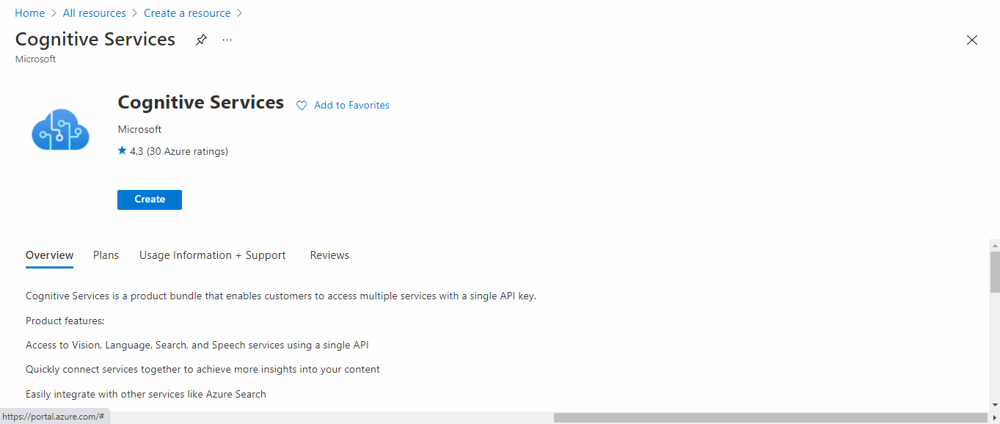 Home > All resources > Create a resource >
Cognitive Services ...
Microsoft
Cognitive Services Add to Favorites
Microsoft
★ 4.3 (30 Azure ratings)
Create
Overview Plans Usage Information + Support Reviews
Cognitive Services is a product bundle that enables customers to access multiple services with a single API key.
Product features:
Access to Vision, Language, Search, and Speech services using a single API
Quickly connect services together to achieve more insights into your content
Easily integrate with other services like Azure Search
https://portal.azure.com/#